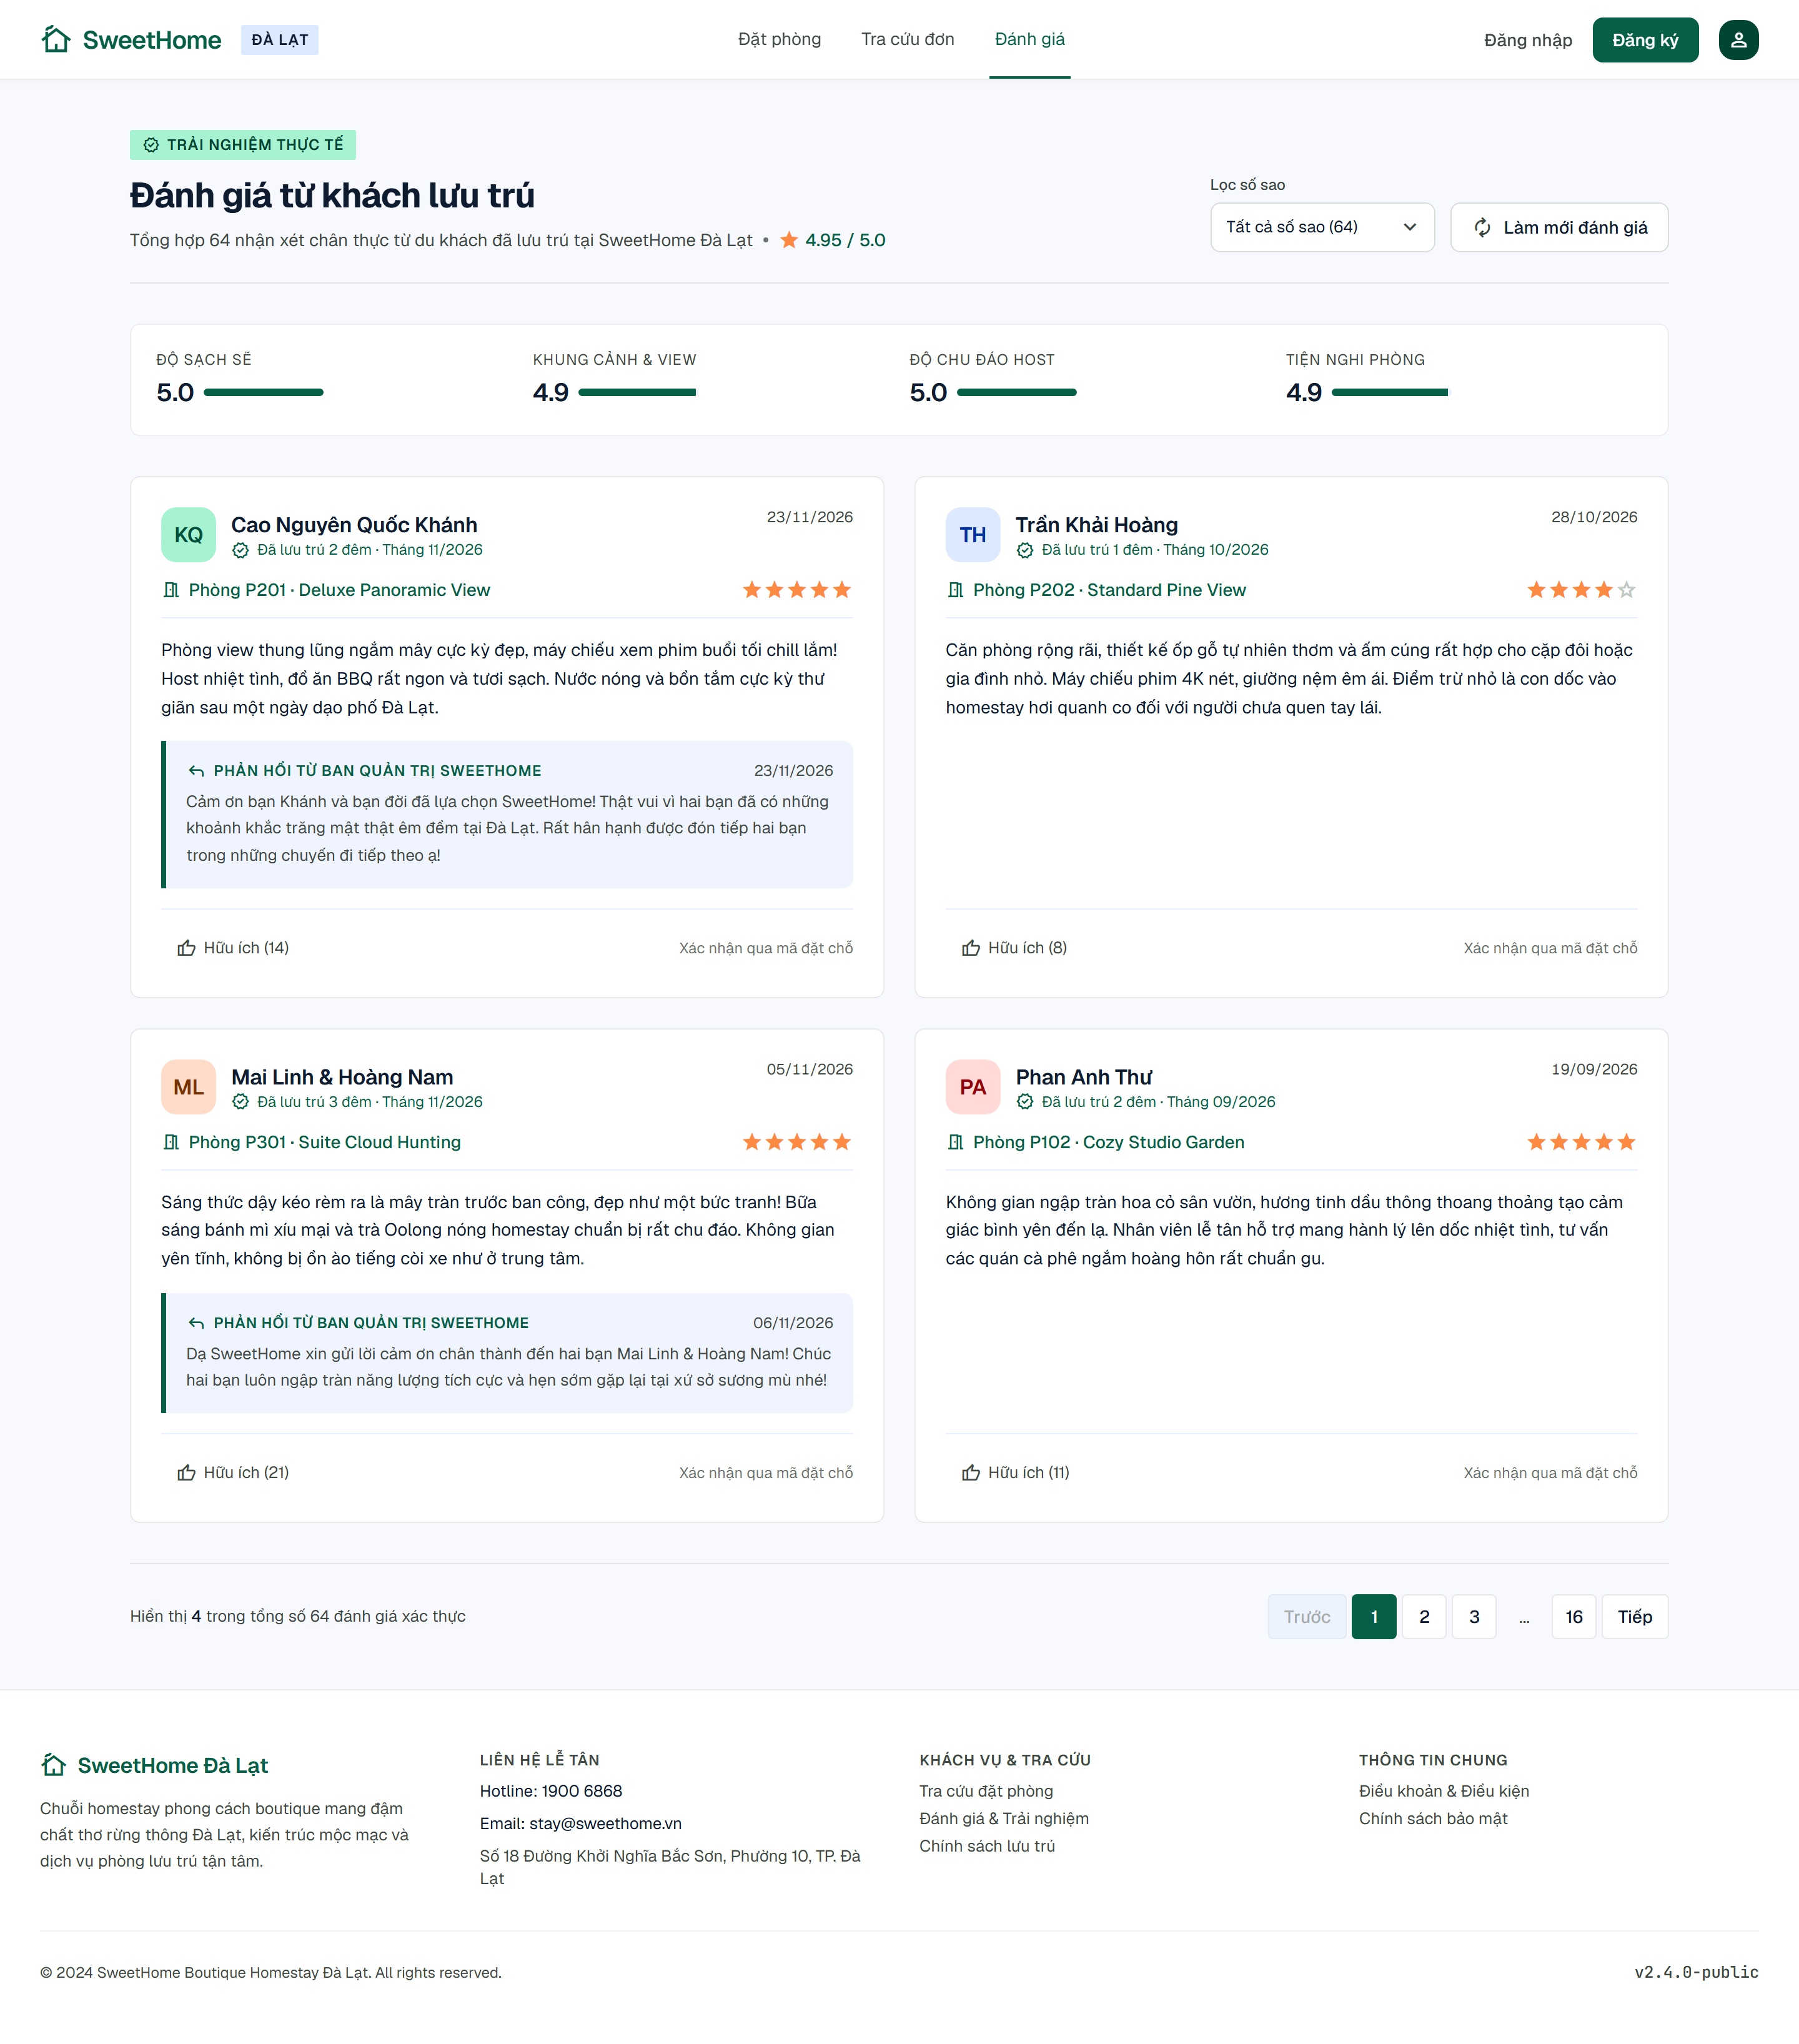 SweetHome
ĐÀ LẠT
Đặt phòng
Tra cứu đơn
Đánh giá
Đăng nhập
Đăng ký
TRẢI NGHIỆM THỰC TẾ
Đánh giá từ khách lưu trú
Tổng hợp 64 nhận xét chân thực từ du khách đã lưu trú tại SweetHome Đà Lạt • 4.95 / 5.0
Lọc số sao
Tất cả số sao (64)
Làm mới đánh giá
ĐỘ SẠCH SẼ
5.0
KHUNG CẢNH & VIEW
4.9
ĐỘ CHU ĐÁO HOST
5.0
TIỆN NGHI PHÒNG
4.9
KQ
Cao Nguyên Quốc Khánh
23/11/2026
Đã lưu trú 2 đêm · Tháng 11/2026
Phòng P201 · Deluxe Panoramic View
Phòng view thung lũng ngắm mây cực kỳ đẹp, máy chiếu xem phim buổi tối chill lắm!
Host nhiệt tình, đồ ăn BBQ rất ngon và tươi sạch. Nước nóng và bồn tắm cực kỳ thư
giãn sau một ngày dạo phố Đà Lạt.
PHẢN HỒI TỪ BAN QUẢN TRỊ SWEETHOME
23/11/2026
Cảm ơn bạn Khánh và bạn đời đã lựa chọn SweetHome! Thật vui vì hai bạn đã có những
khoảnh khắc trăng mật thật êm đềm tại Đà Lạt. Rất hân hạnh được đón tiếp hai bạn
trong những chuyến đi tiếp theo ạ!
Hữu ích (14)
Xác nhận qua mã đặt chỗ
TH
Trần Khải Hoàng
28/10/2026
Đã lưu trú 1 đêm · Tháng 10/2026
Phòng P202 · Standard Pine View
Căn phòng rộng rãi, thiết kế ốp gỗ tự nhiên thơm và ấm cúng rất hợp cho cặp đôi hoặc
gia đình nhỏ. Máy chiếu phim 4K nét, giường nệm êm ái. Điểm trừ nhỏ là con dốc vào
homestay hơi quanh co đối với người chưa quen tay lái.
Hữu ích (8)
Xác nhận qua mã đặt chỗ
ML
Mai Linh & Hoàng Nam
05/11/2026
Đã lưu trú 3 đêm · Tháng 11/2026
Phòng P301 · Suite Cloud Hunting
Sáng thức dậy kéo rèm ra là mây tràn trước ban công, đẹp như một bức tranh! Bữa
sáng bánh mì xíu mại và trà Oolong nóng homestay chuẩn bị rất chu đáo. Không gian
yên tĩnh, không bị ồn ào tiếng còi xe như ở trung tâm.
PHẢN HỒI TỪ BAN QUẢN TRỊ SWEETHOME
06/11/2026
Dạ SweetHome xin gửi lời cảm ơn chân thành đến hai bạn Mai Linh & Hoàng Nam! Chúc
hai bạn luôn ngập tràn năng lượng tích cực và hẹn sớm gặp lại tại xứ sở sương mù nhé!
Hữu ích (21)
Xác nhận qua mã đặt chỗ
PA
Phan Anh Thư
19/09/2026
Đã lưu trú 2 đêm · Tháng 09/2026
Phòng P102 · Cozy Studio Garden
Không gian ngập tràn hoa cỏ sân vườn, hương tinh dầu thông thoang thoảng tạo cảm
giác bình yên đến lạ. Nhân viên lễ tân hỗ trợ mang hành lý lên dốc nhiệt tình, tư vấn
các quán cà phê ngắm hoàng hôn rất chuẩn gu.
Hữu ích (11)
Xác nhận qua mã đặt chỗ
Hiển thị 4 trong tổng số 64 đánh giá xác thực
Trước
1
2
3
...
16
Tiếp
SweetHome Đà Lạt
Chuỗi homestay phong cách boutique mang đậm
chất thơ rừng thông Đà Lạt, kiến trúc mộc mạc và
dịch vụ phòng lưu trú tận tâm.
LIÊN HỆ LỄ TÂN
Hotline: 1900 6868
Email: stay@sweethome.vn
Số 18 Đường Khởi Nghĩa Bắc Sơn, Phường 10, TP. Đà
Lạt
KHÁCH VỤ & TRA CỨU
Tra cứu đặt phòng
Đánh giá & Trải nghiệm
Chính sách lưu trú
THÔNG TIN CHUNG
Điều khoản & Điều kiện
Chính sách bảo mật
© 2024 SweetHome Boutique Homestay Đà Lạt. All rights reserved.
v2.4.0-public